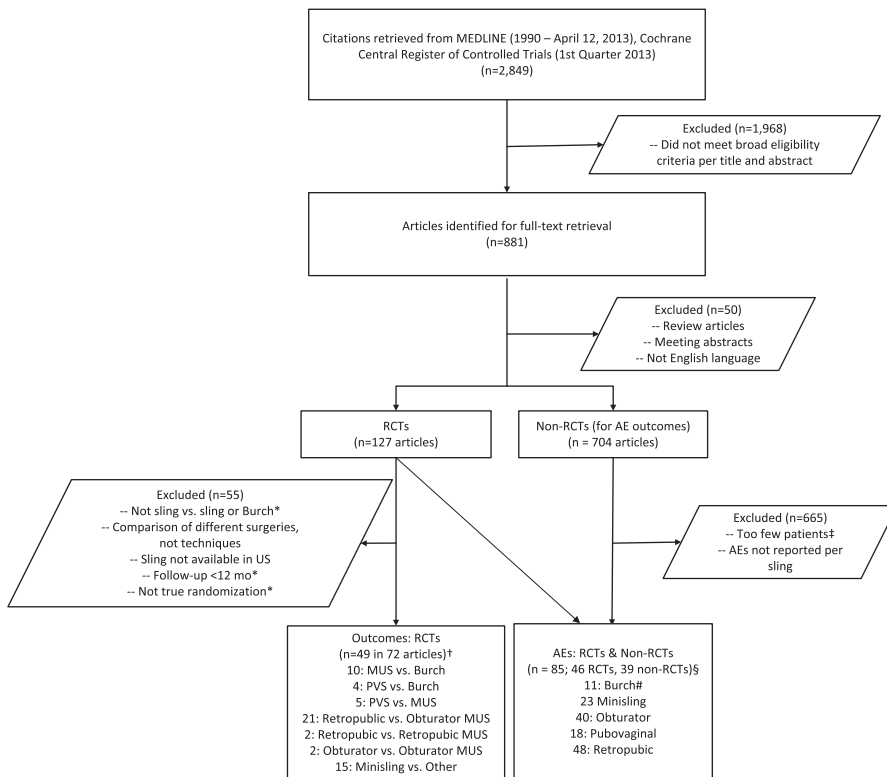 Citations retrieved from MEDLINE (1990 – April 12, 2013), Cochrane
Central Register of Controlled Trials (1st Quarter 2013)
(n=2,849)
Excluded (n=1,968)
-- Did not meet broad eligibility
criteria per title and abstract
Articles identified for full-text retrieval
(n=881)
Excluded (n=50)
-- Review articles
-- Meeting abstracts
-- Not English language
RCTs
(n=127 articles)
Non-RCTs (for AE outcomes)
(n = 704 articles)
Excluded (n=55)
-- Not sling vs. sling or Burch*
-- Comparison of different surgeries,
not techniques
-- Sling not available in US
-- Follow-up <12 mo*
-- Not true randomization*
Excluded (n=665)
-- Too few patients‡
-- AEs not reported per
sling
Outcomes: RCTs
(n=49 in 72 articles)†
10: MUS vs. Burch
4: PVS vs. Burch
5: PVS vs. MUS
21: Retropublic vs. Obturator MUS
2: Retropubic vs. Retropubic MUS
2: Obturator vs. Obturator MUS
15: Minisling vs. Other
AEs: RCTs & Non-RCTs
(n = 85; 46 RCTs, 39 non-RCTs)§
11: Burch#
23 Minisling
40: Obturator
18: Pubovaginal
48: Retropubic